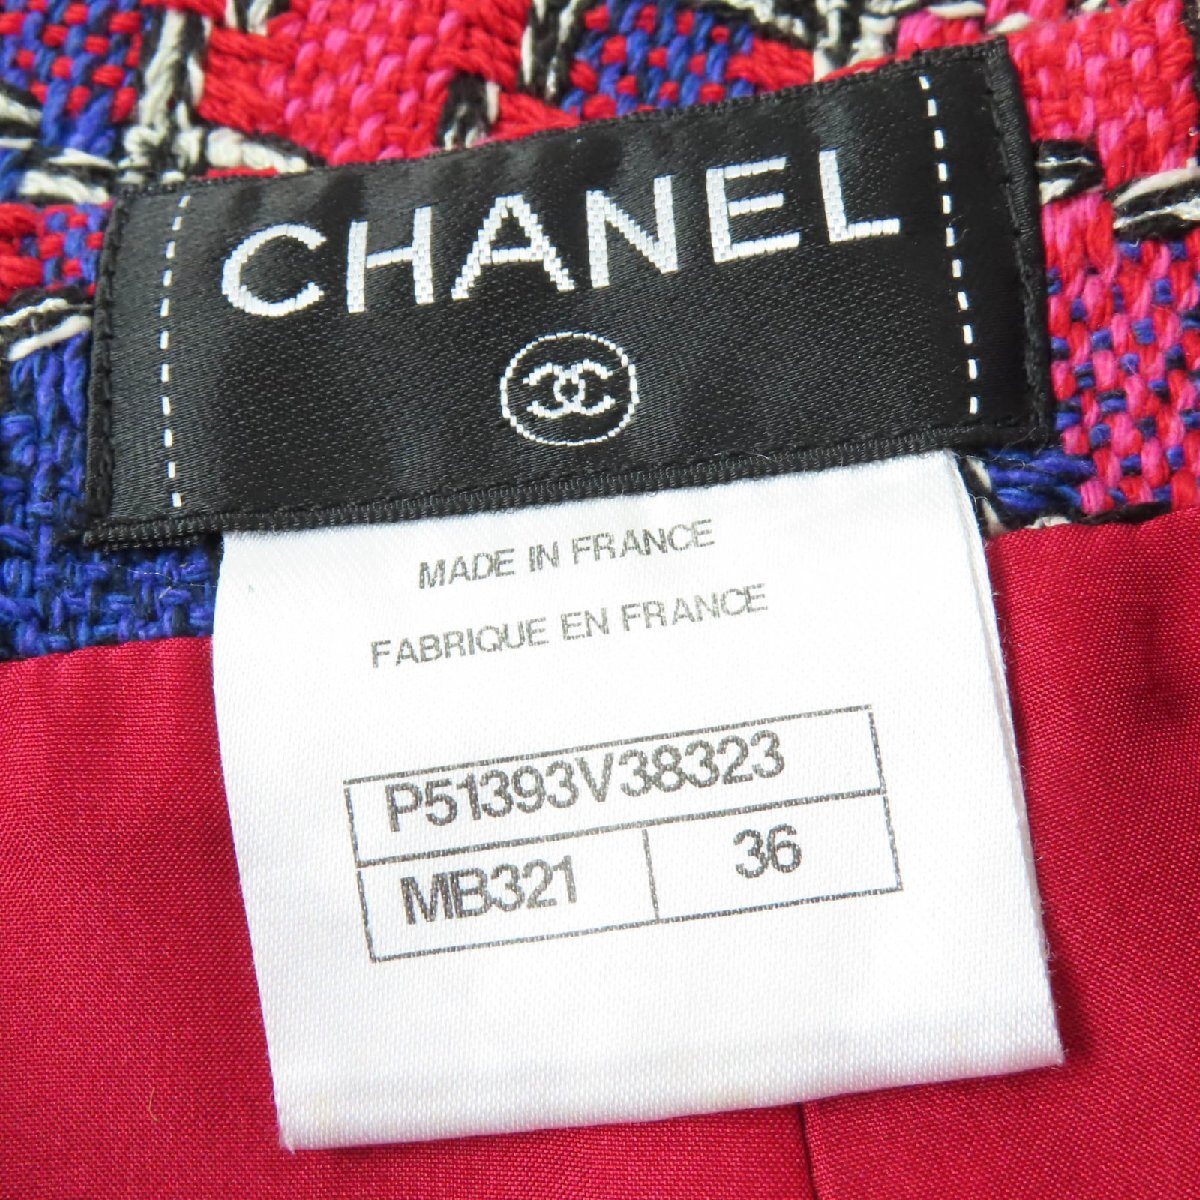 CHANEL
MADE IN FRANCE
FABRIQUE EN FRANCE
P51393V38323
MB321 36